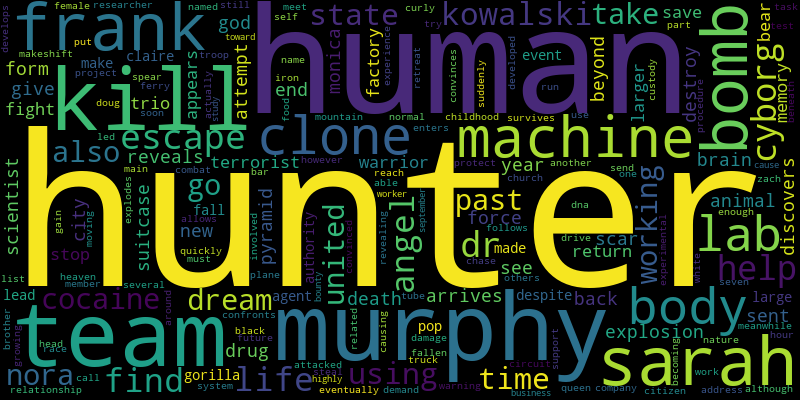 develops
frank
female
researcher
makeshift
put
project
spear
ferry
troop
soon
toward
god
state
named
still
self
meet
curly
try
take
save
part
task
test
kowalski
human
bomb
bear
memory
cyborg
destroy
larger
custody
beyond
event
factory
monica
experience
retreat
convinces
iron
food
developed
suddenly
run
procedure
beneath
kill
claire
make
form
give
fight
doug
trio
appears
attempt
end
name
actually
study
led
mountain
normal
childhood
survives
use
escape
clone
machine
also
reveals
terrorist
however
enters
warrior
protect
year
another
send
one
brain
cause
scientist
main
bar
combat
reach
able
worker
church
dna
zach
discovers
animal
enough
hunter
suitcase
explodes
go
fall
pyramid
past
force
dr
made
see
working
scar
return
drive
chase
follows
others
experimental
lab
help
city
moving
new
allows
quickly
must
gain
stop
involved
authority
convinced
revealing
united
angel
september
list
heaven
member
several
plane
bounty
death
tube
arrives
despite
back
white
seven
large
sent
lead
cocaine
dream
agent
body
brother
growing
around
confronts
future
black
related
causing
pop
damage
fallen
truck
explosion
meanwhile
hour
team
murphy
head
race
drug
circuit
support
becoming
nature
sarah
nora
call
find
gorilla
life
attacked
steal
using
time
work
citizen
relationship
system
highly
eventually
demand
warning
business
queen
company
address
although